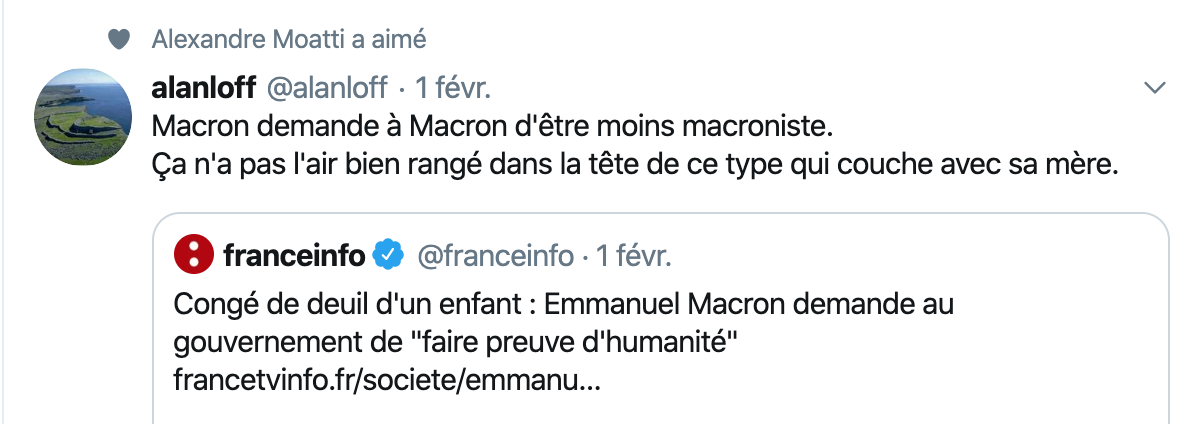 Alexandre Moatti a aimé
alanloff @alanloff · 1 févr.
Macron demande à Macron d'être moins macroniste.
Ça n'a pas l'air bien rangé dans la tête de ce type qui couche avec sa mère.
franceinfo @franceinfo · 1 févr.
Congé de deuil d'un enfant : Emmanuel Macron demande au
gouvernement de "faire preuve d'humanité"
francetvinfo.fr/societe/emmanu...